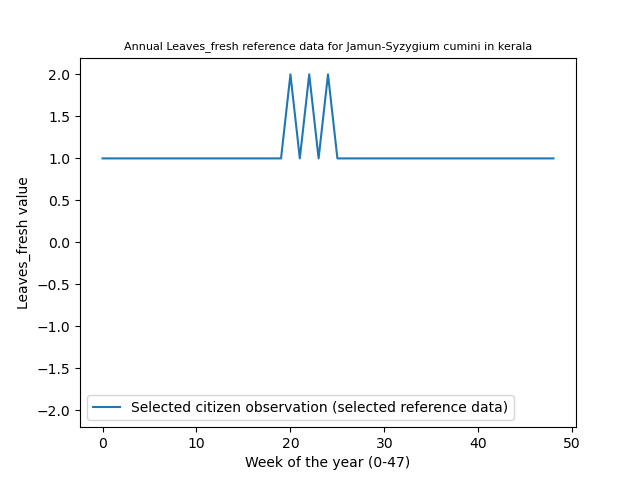 Annual Leaves_fresh reference data for Jamun-Syzygium cumini in kerala
2.0
1.5
1.0
0.5
0.0
−0.5
−1.0
−1.5
−2.0
Leaves_fresh value
Selected citizen observation (selected reference data)
0 10 20 30 40 50
Week of the year (0-47)